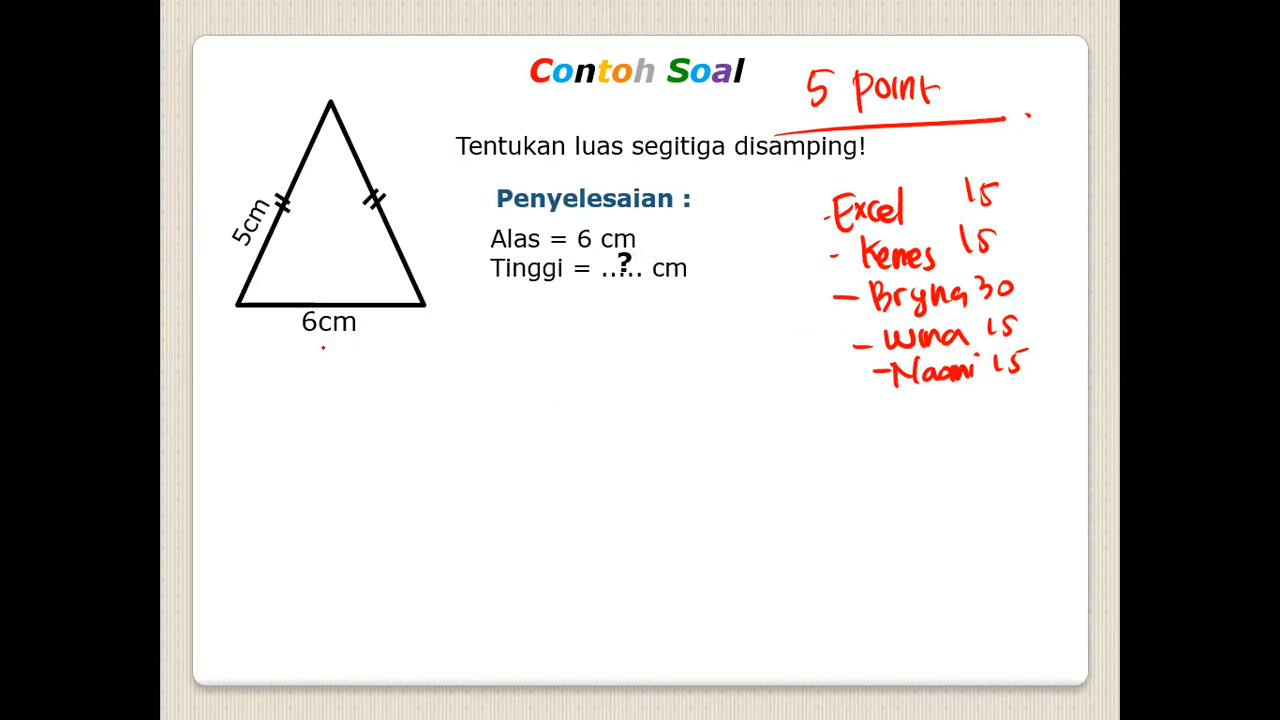 Contoh Soal
5 point
Tentukan luas segitiga disamping!
Penyelesaian :
Alas = 6 cm
Tinggi = ..?.. cm
5cm
6cm
- Excel 15
- Kenes 15
- Bryna 30
- Wina 15
- Naomi 15